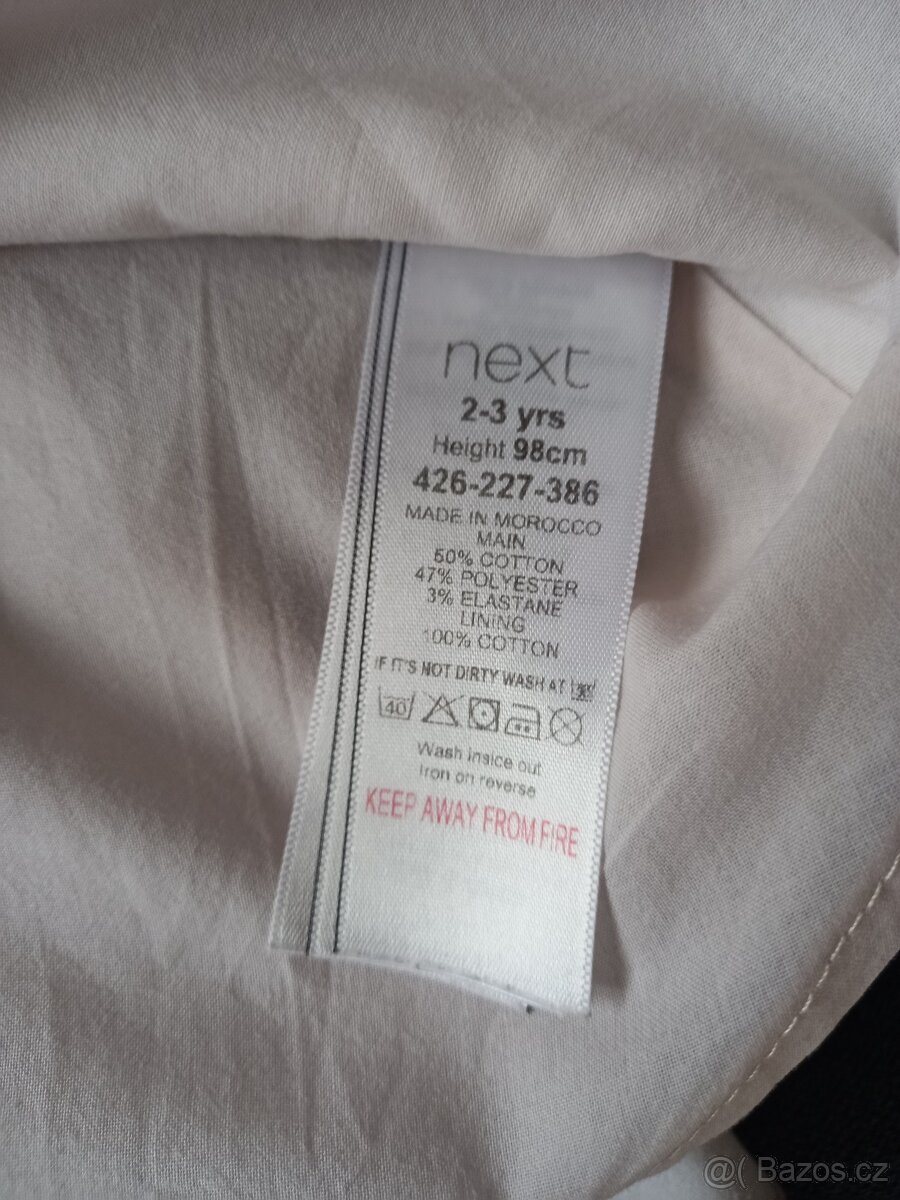 next
2-3 yrs
Height 98cm
426-227-386
MADE IN MOROCCO
MAIN
50% COTTON
47% POLYESTER
3% ELASTANE
LINING
100% COTTON
IF IT'S NOT DIRTY WASH AT 30°
40
Wash inside out
Iron on reverse
KEEP AWAY FROM FIRE
@( Bazos.cz